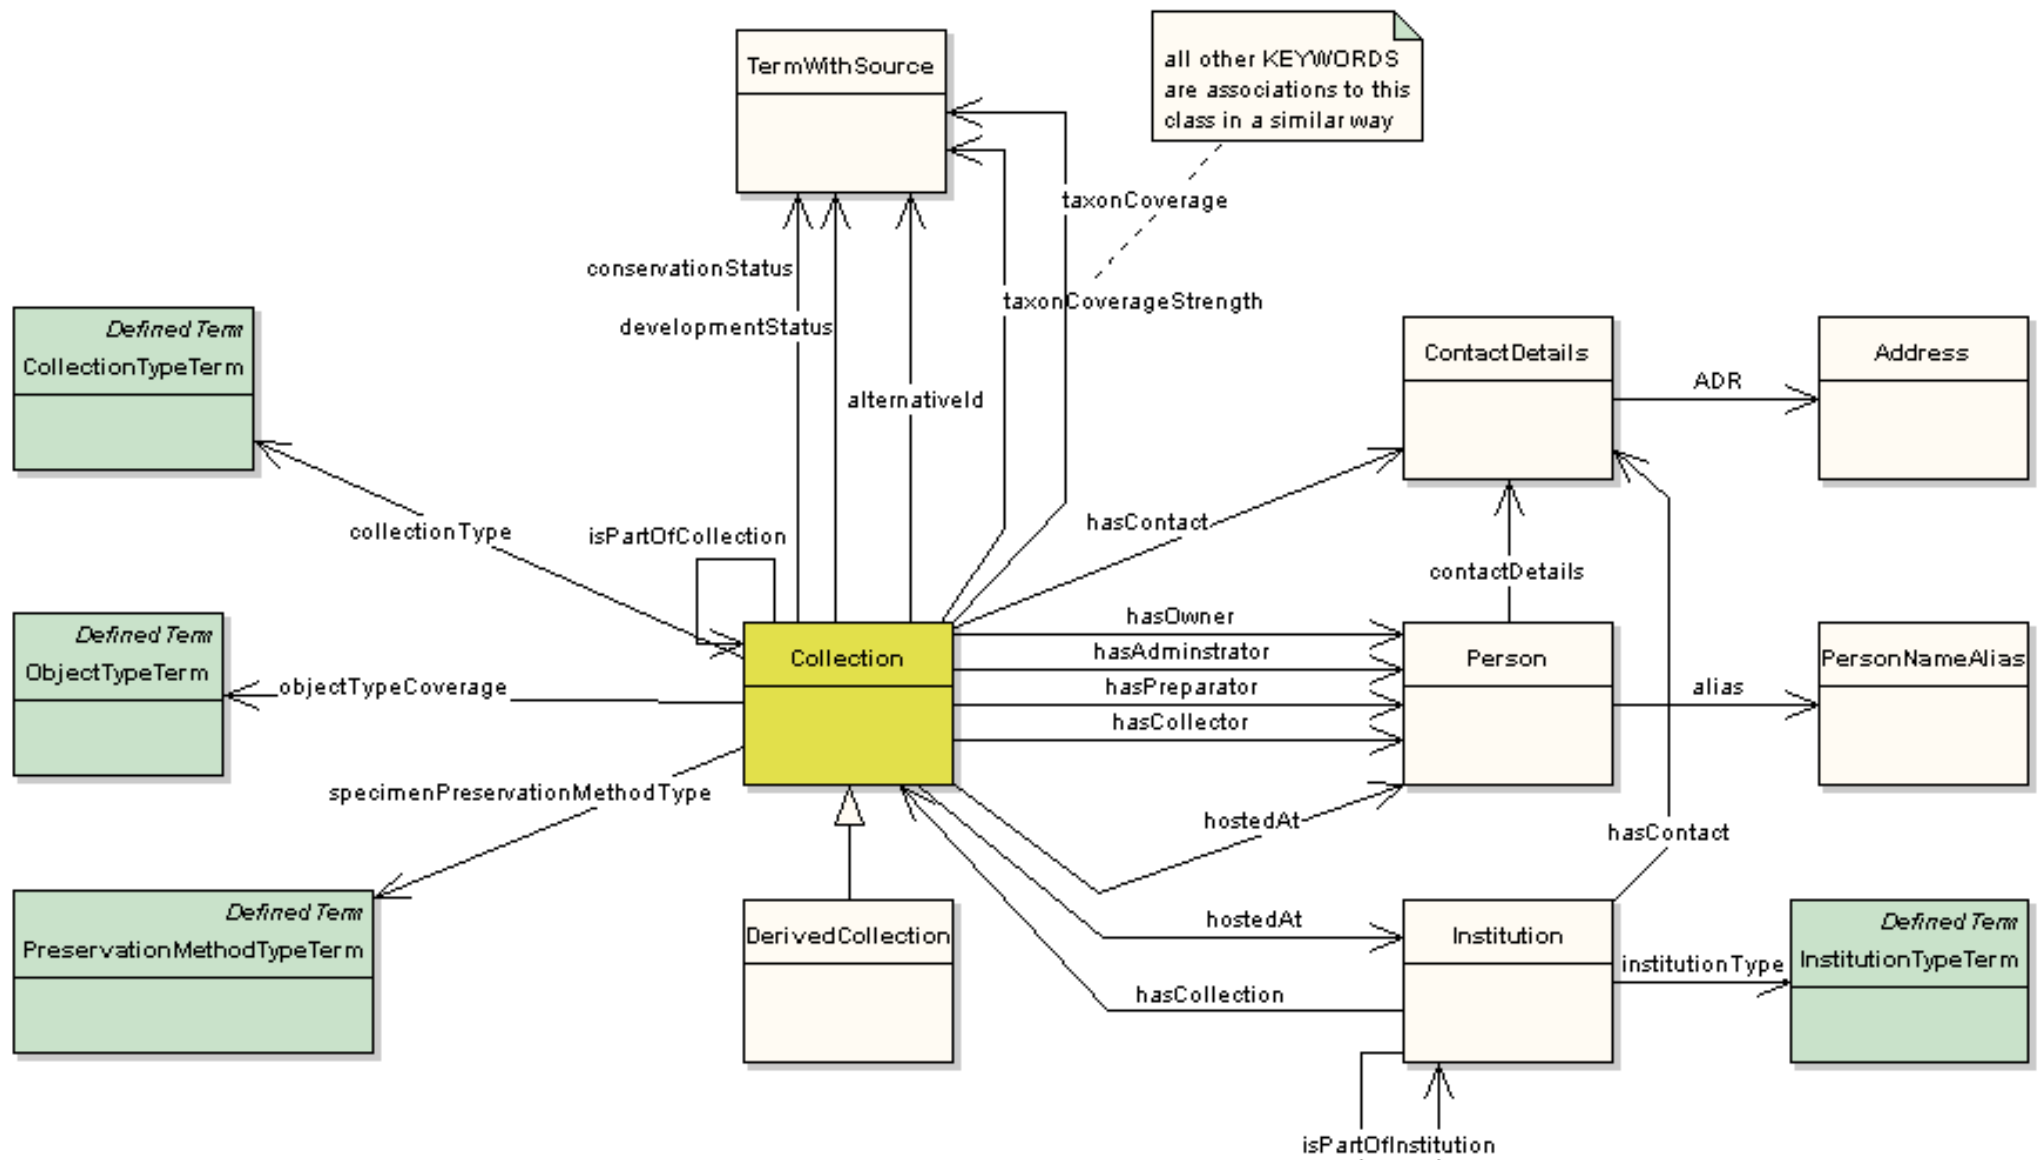 TermWithSource
all other KEYWORDS
are associations to this
class in a similar way
taxonCoverage
conservationStatus
taxonCoverageStrength
developmentStatus
Defined Term
CollectionTypeTerm
ContactDetails
Address
ADR
alternativeId
collectionType
isPartOfCollection
hasContact
contactDetails
hasOwner
Defined Term
ObjectTypeTerm
Collection
hasAdminstrator
Person
PersonNameAlias
objectTypeCoverage
hasPreparator
alias
hasCollector
specimenPreservationMethodType
hostedAt
hasContact
Defined Term
PreservationMethodTypeTerm
DerivedCollection
hostedAt
Institution
Defined Term
InstitutionTypeTerm
institutionType
hasCollection
isPartOfInstitution